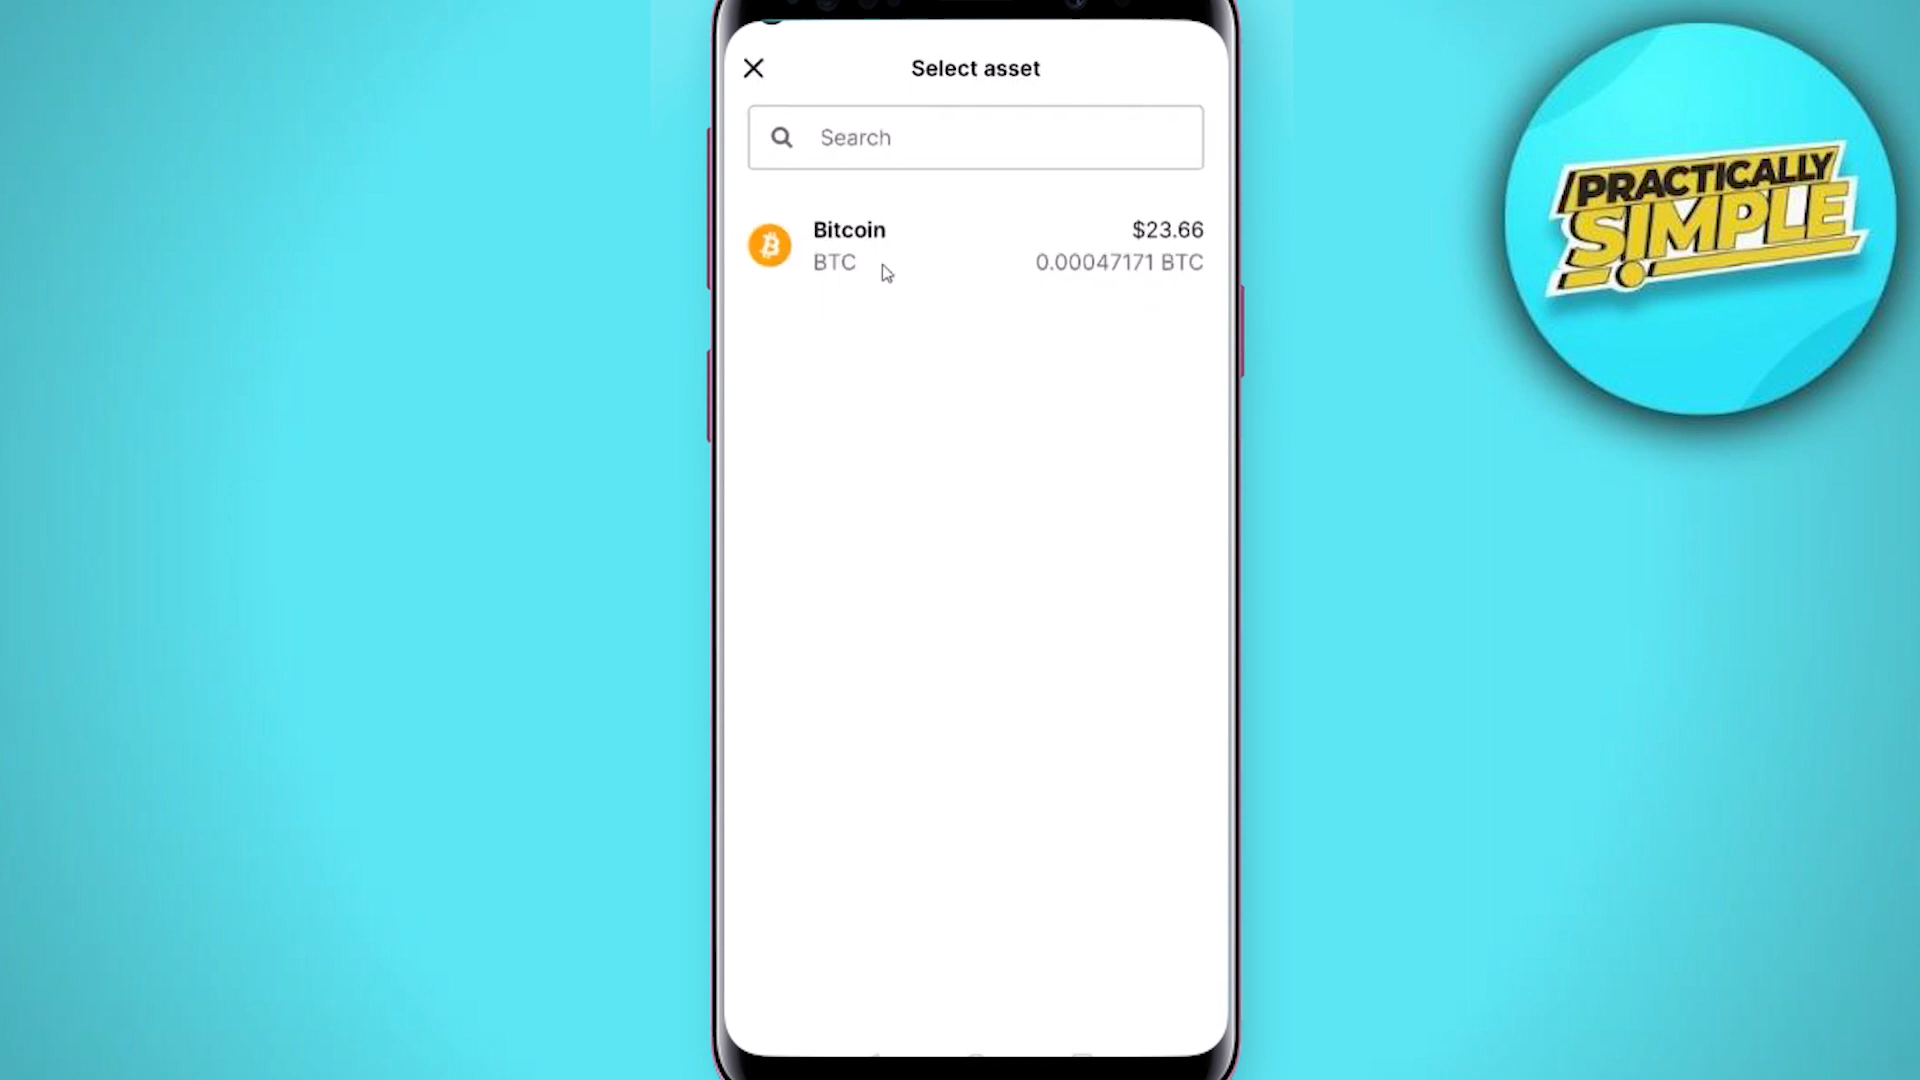 Select asset
Search
Bitcoin $23.66
BTC 0.00047171 BTC
PRACTICALLY
SIMPLE